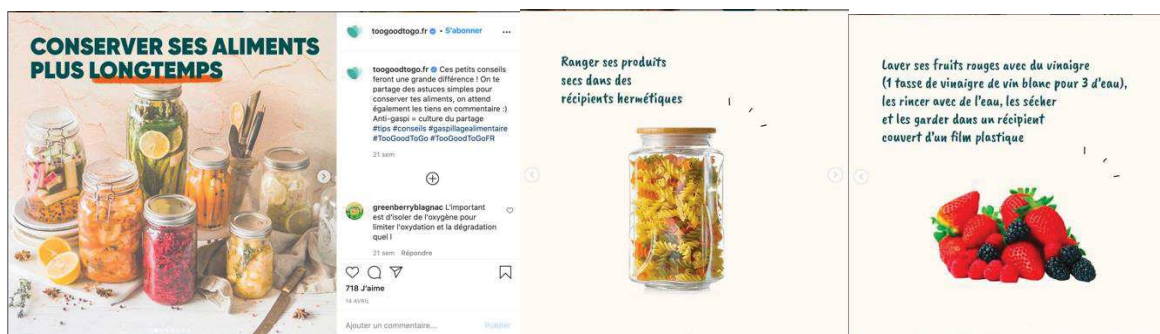 CONSERVER SES ALIMENTS
PLUS LONGTEMPS
toogoodtogo.fr • S'abonner
toogoodtogo.fr Ces petits conseils
feront une grande différence ! On te
partage des astuces simples pour
conserver tes aliments, on attend
également les tiens en commentaire :)
Anti-gaspi = culture du partage
#tips #conseils #gaspillagealimentaire
#TooGoodToGo #TooGoodToGoFR
21 sem
greenberryblagnac L'important
est d'isoler de l'oxygène pour
limiter l'oxydation et la dégradation
quel !
21 sem Répondre
718 J'aime
14 AVRIL
Ajouter un commentaire... Publier
Ranger ses produits
secs dans des
récipients hermétiques
Laver ses fruits rouges avec du vinaigre
(1 tasse de vinaigre de vin blanc pour 3 d'eau),
les rincer avec de l'eau, les sécher
et les garder dans un récipient
couvert d'un film plastique